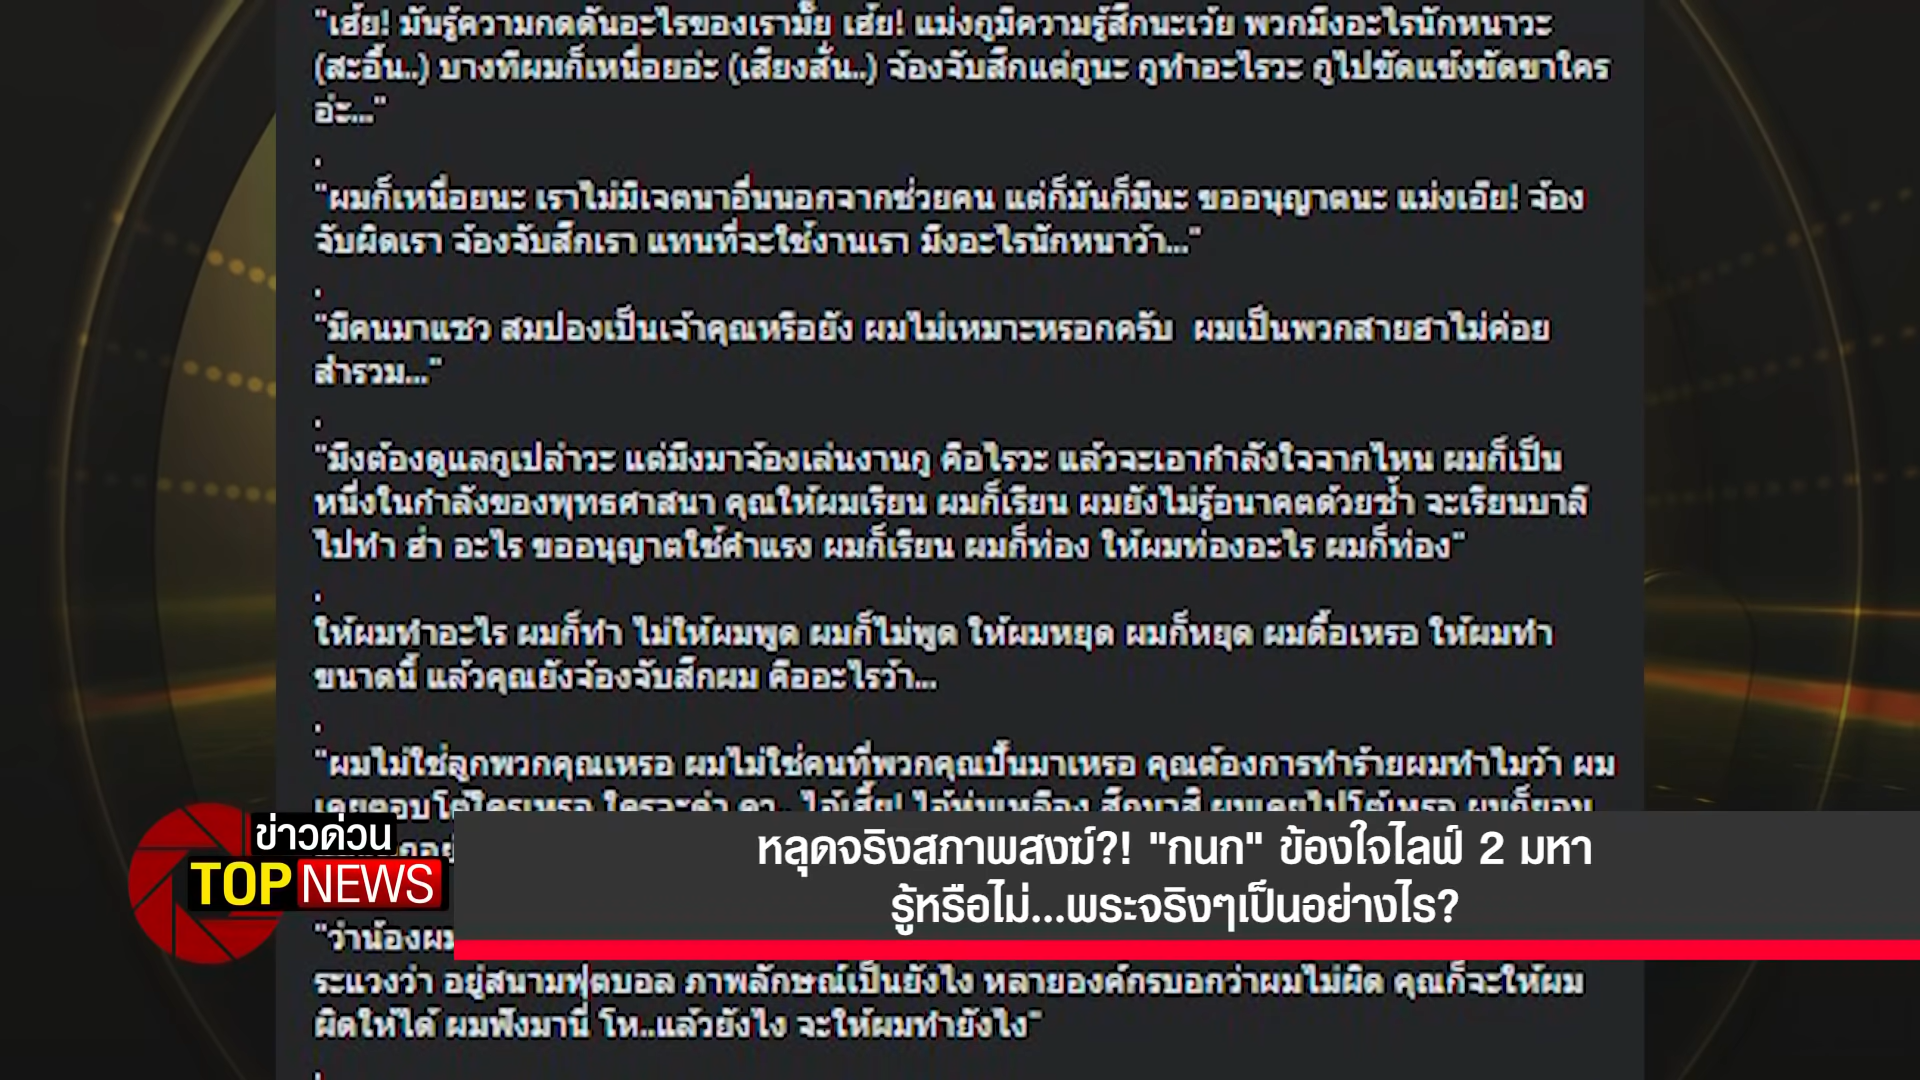 "เฮ้ย! มันรู้ความกดดันอะไรของเรามั้ย เฮ้ย! แม่งกูมีความรู้สึกนะเว้ย พวกมึงอะไรนักหนาวะ
(สะอื้น..) บางทีผมก็เหนื่อยอ่ะ (เสียงสั่น..) จ้องจับสึกแต่กูนะ กูทำอะไรวะ กูไปขัดแข้งขัดขาใคร
อ่ะ..."
.
"ผมก็เหนื่อยนะ เราไม่มีเจตนาอื่นนอกจากช่วยคน แต่ก็มันก็มีนะ ขออนุญาตนะ แม่งเอ๊ย! จ้อง
จับผิดเรา จ้องจับสึกเรา แทนที่จะใช้งานเรา มึงอะไรนักหนาว้า..."
.
"มีคนมาแซว สมปองเป็นเจ้าคุณหรือยัง ผมไม่เหมาะหรอกครับ  ผมเป็นพวกสายฮาไม่ค่อย
สำรวม..."
.
"มึงต้องดูแลกูเปล่าวะ แต่มึงมาจ้องเล่นงานกู คือไรวะ แล้วจะเอากำลังใจจากไหน ผมก็เป็น
หนึ่งในกำลังของพุทธศาสนา คุณให้ผมเรียน ผมก็เรียน ผมยังไม่รู้อนาคตด้วยซ้ำ จะเรียนบาลี
ไปทำ ฮ่า อะไร ขออนุญาตใช้คำแรง ผมก็เรียน ผมก็ท่อง ให้ผมท่องอะไร ผมก็ท่อง"
.
ให้ผมทำอะไร ผมก็ทำ ไม่ให้ผมพูด ผมก็ไม่พูด ให้ผมหยุด ผมก็หยุด ผมดื้อเหรอ ให้ผมทำ
ขนาดนี้ แล้วคุณยังจ้องจับสึกผม คืออะไรว้า...
.
"ผมไม่ใช่ลูกพวกคุณเหรอ ผมไม่ใช่คนที่พวกคุณปั้นมาเหรอ คุณต้องการทำร้ายผมทำไมว้า ผม
ข่าวด่วน
TOP NEWS
หลุดจริงสภาพสงฆ์?! "กนก" ข้องใจไลฟ์ 2 มหา
รู้หรือไม่...พระจริงๆเป็นอย่างไร?
"ว่าน้องผม
ระแวงว่า อยู่สนามฟุตบอล ภาพลักษณ์เป็นยังไง หลายองค์กรบอกว่าผมไม่ผิด คุณก็จะให้ผม
ผิดให้ได้ ผมฟังมานี่ โห..แล้วยังไง จะให้ผมทำยังไง"
.